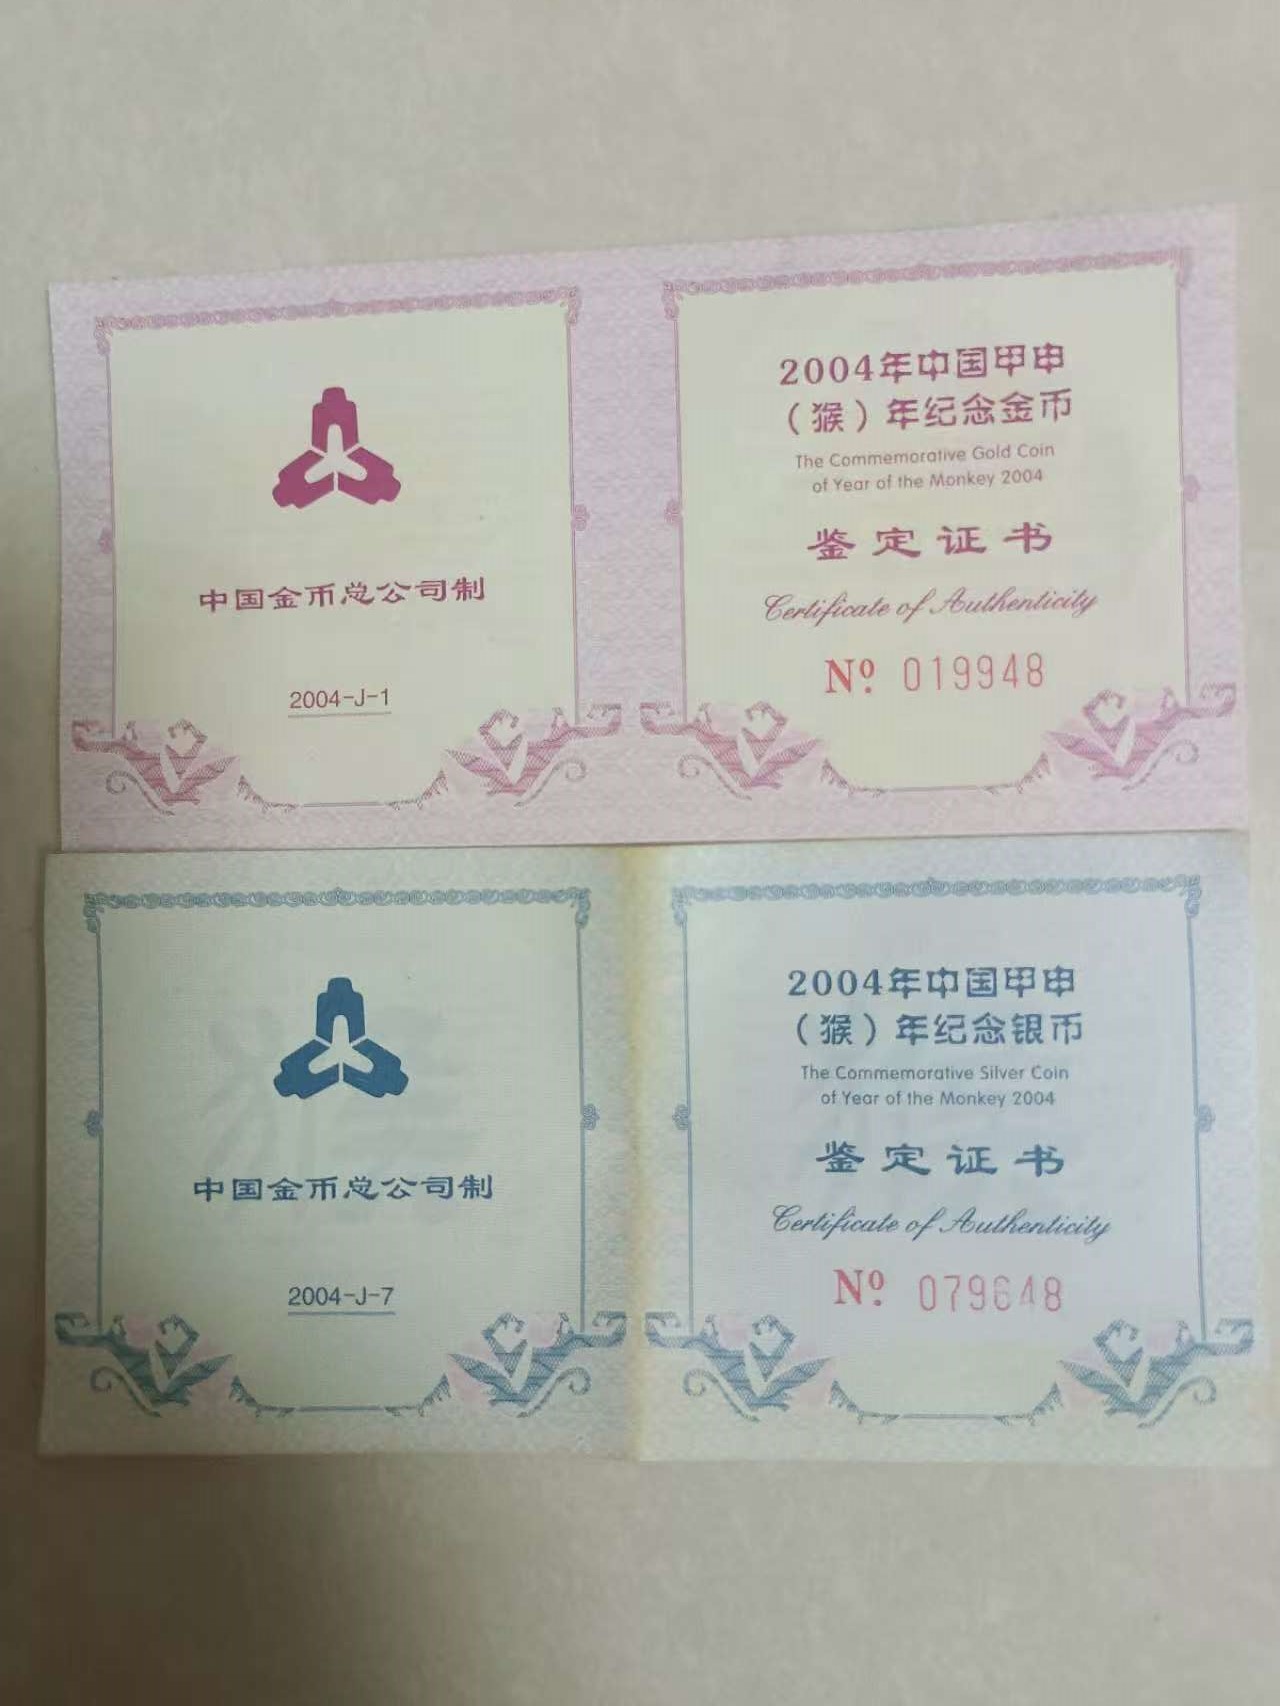 中国金币总公司制
2004-J-1
2004年中国甲申
（猴）年纪念金币
The Commemorative Gold Coin
of Year of the Monkey 2004
鉴定证书
Certificate of Authenticity
Nº 019948
中国金币总公司制
2004-J-7
2004年中国甲申
（猴）年纪念银币
The Commemorative Silver Coin
of Year of the Monkey 2004
鉴定证书
Certificate of Authenticity
Nº 079648